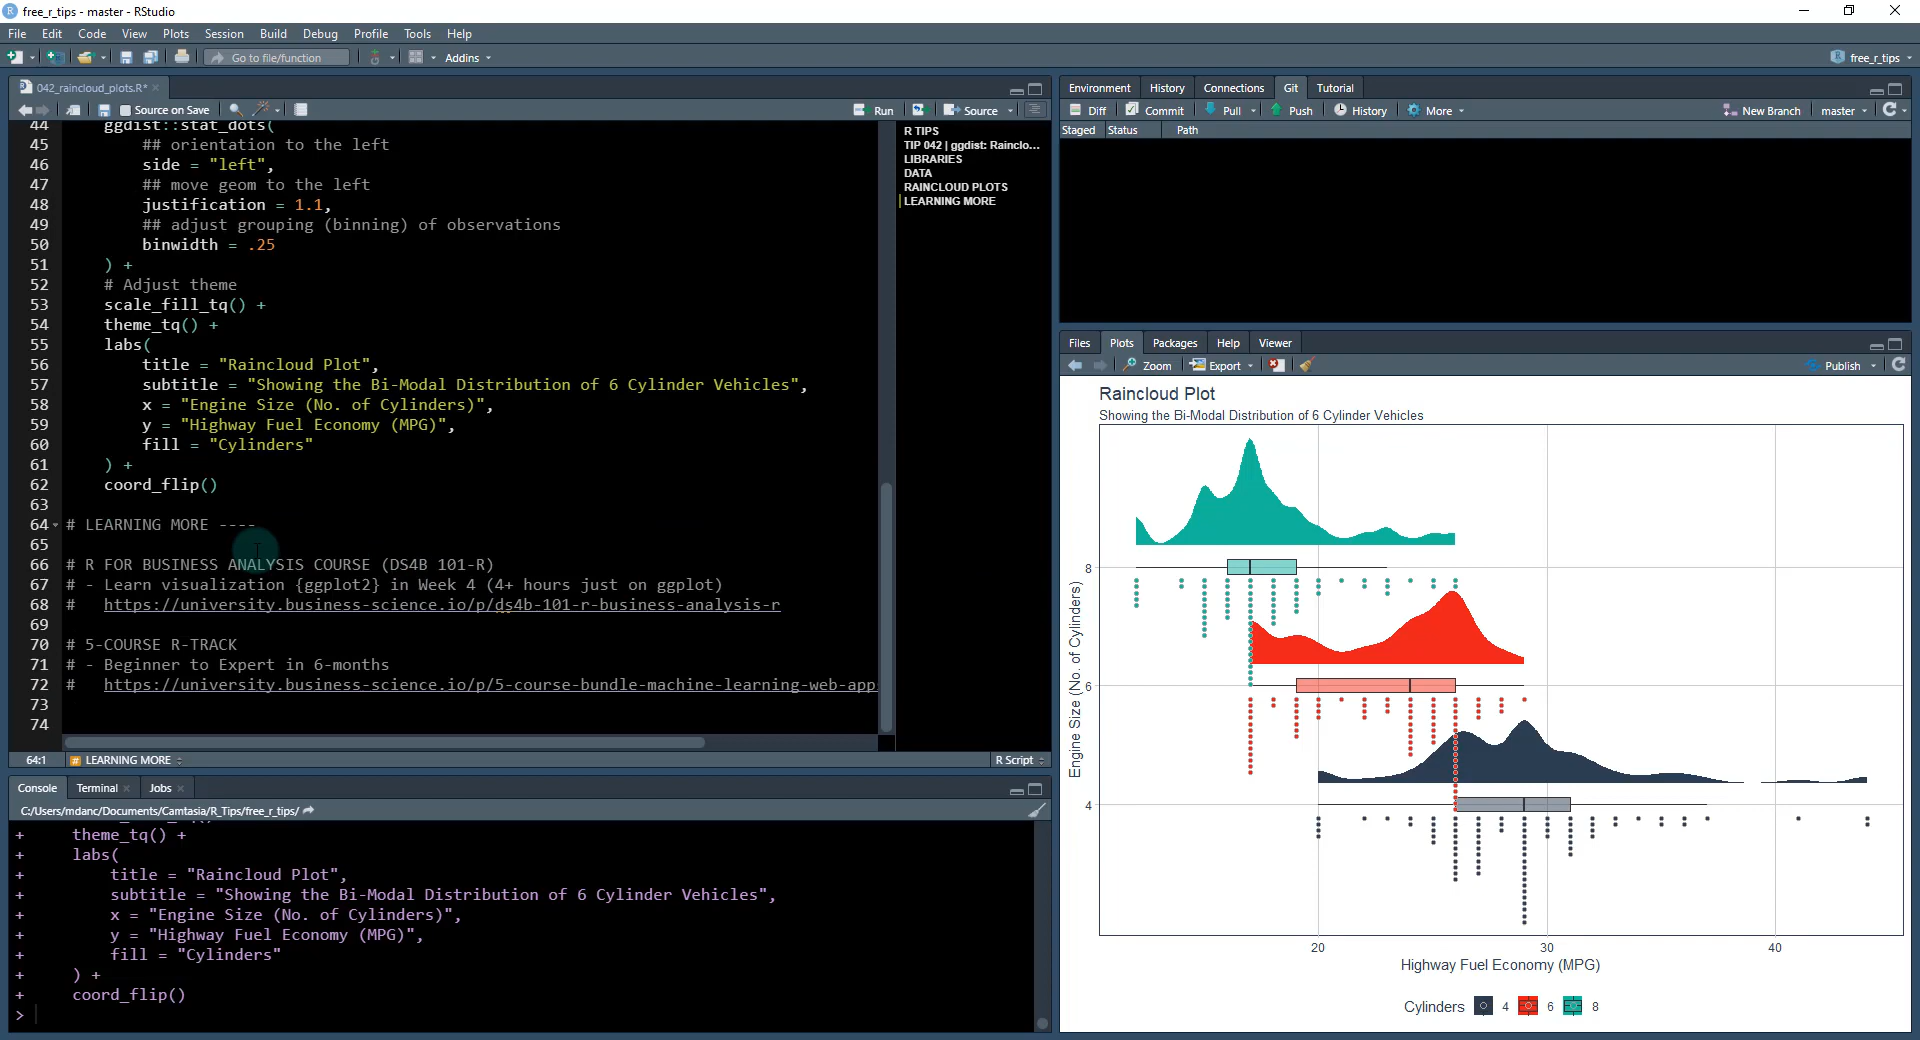 free_r_tips - master - RStudio
File Edit Code View Plots Session Build Debug Profile Tools Help
Go to file/function Addins free_r_tips
042_raincloud_plots.R*
Source on Save Run Source
44 ggdist::stat_dots(
45 ## orientation to the left
46 side = "left",
47 ## move geom to the left
48 justification = 1.1,
49 ## adjust grouping (binning) of observations
50 binwidth = .25
51 ) +
52 # Adjust theme
53 scale_fill_tq() +
54 theme_tq() +
55 labs(
56 title = "Raincloud Plot",
57 subtitle = "Showing the Bi-Modal Distribution of 6 Cylinder Vehicles",
58 x = "Engine Size (No. of Cylinders)",
59 y = "Highway Fuel Economy (MPG)",
60 fill = "Cylinders"
61 ) +
62 coord_flip()
63
64 # LEARNING MORE ----
65
66 # R FOR BUSINESS ANALYSIS COURSE (DS4B 101-R)
67 # - Learn visualization {ggplot2} in Week 4 (4+ hours just on ggplot)
68 # https://university.business-science.io/p/ds4b-101-r-business-analysis-r
69
70 # 5-COURSE R-TRACK
71 # - Beginner to Expert in 6-months
72 # https://university.business-science.io/p/5-course-bundle-machine-learning-web-app
73
74
64:1 # LEARNING MORE R Script
R TIPS
TIP 042 | ggdist: Rainclo...
LIBRARIES
DATA
RAINCLOUD PLOTS
LEARNING MORE
Console Terminal Jobs
C:/Users/mdanc/Documents/Camtasia/R_Tips/free_r_tips/
+ theme_tq() +
+ labs(
+ title = "Raincloud Plot",
+ subtitle = "Showing the Bi-Modal Distribution of 6 Cylinder Vehicles",
+ x = "Engine Size (No. of Cylinders)",
+ y = "Highway Fuel Economy (MPG)",
+ fill = "Cylinders"
+ ) +
+ coord_flip()
>
Environment History Connections Git Tutorial
Diff Commit Pull Push History More New Branch master
Staged Status Path
Files Plots Packages Help Viewer
Zoom Export Publish
Raincloud Plot
Showing the Bi-Modal Distribution of 6 Cylinder Vehicles
Engine Size (No. of Cylinders)
8
6
4
20 30 40
Highway Fuel Economy (MPG)
Cylinders 4 6 8